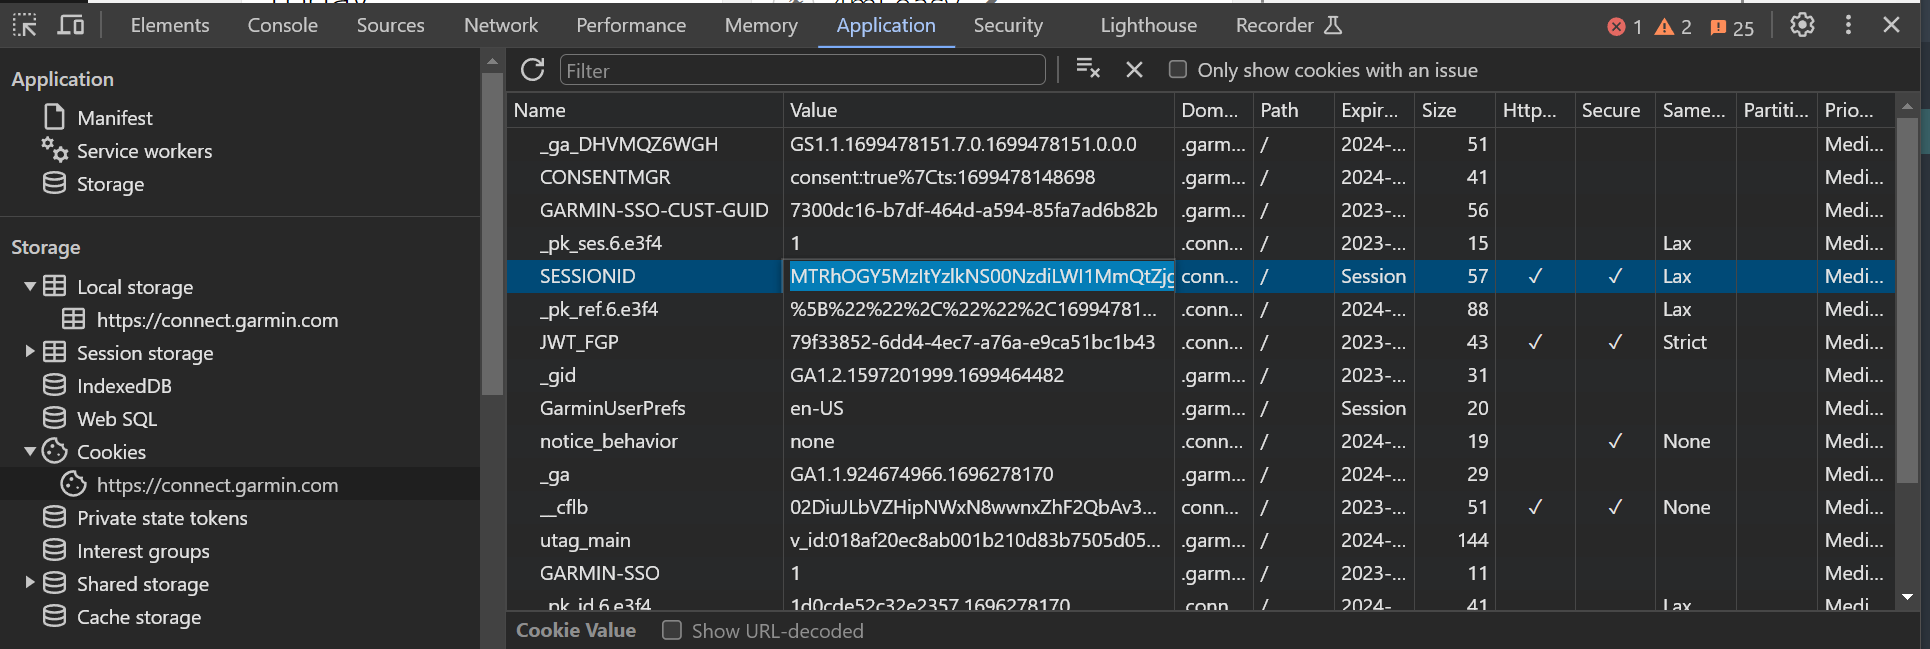 Elements Console Sources Network Performance Memory Application Security Lighthouse Recorder 1 2 25
Application
Manifest
Service workers
Storage
Storage
Local storage
https://connect.garmin.com
Session storage
IndexedDB
Web SQL
Cookies
https://connect.garmin.com
Private state tokens
Interest groups
Shared storage
Cache storage
Filter Only show cookies with an issue
Name Value Dom... Path Expir... Size Http... Secure Same... Partiti... Prio...
_ga_DHVMQZ6WGH GS1.1.1699478151.7.0.1699478151.0.0.0 .garm... / 2024-... 51 Medi...
CONSENTMGR consent:true%7Cts:1699478148698 .garm... / 2024-... 41 Medi...
GARMIN-SSO-CUST-GUID 7300dc16-b7df-464d-a594-85fa7ad6b82b .garm... / 2023-... 56 Medi...
_pk_ses.6.e3f4 1 .conn... / 2023-... 15 Lax Medi...
SESSIONID MTRhOGY5MzItYzlkNS00NzdiLWI1MmQtZjg conn... / Session 57 ✓ ✓ Lax Medi...
_pk_ref.6.e3f4 %5B%22%22%2C%22%22%2C16994781... .conn... / 2024-... 88 Lax Medi...
JWT_FGP 79f33852-6dd4-4ec7-a76a-e9ca51bc1b43 .conn... / 2023-... 43 ✓ ✓ Strict Medi...
_gid GA1.2.1597201999.1699464482 .garm... / 2023-... 31 Medi...
GarminUserPrefs en-US .garm... / Session 20 Medi...
notice_behavior none .conn... / 2024-... 19 ✓ None Medi...
_ga GA1.1.924674966.1696278170 .garm... / 2024-... 29 Medi...
__cflb 02DiuJLbVZHipNWxN8wwnxZhF2QbAv3... conn... / 2023-... 51 ✓ ✓ None Medi...
utag_main v_id:018af20ec8ab001b210d83b7505d05... .garm... / 2024-... 144 Medi...
GARMIN-SSO 1 .garm... / 2023-... 11 Medi...
_pk_id.6.e3f4 1d0cde52c32e2357.1696278170 .conn... / 2024-... 41 Lax Medi...
Cookie Value Show URL-decoded